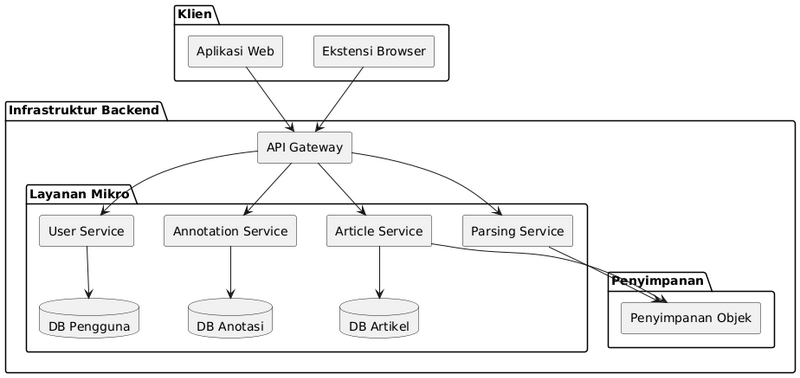 Klien
Aplikasi Web
Ekstensi Browser
Infrastruktur Backend
API Gateway
Layanan Mikro
User Service
Annotation Service
Article Service
Parsing Service
Penyimpanan
Penyimpanan Objek
DB Pengguna
DB Anotasi
DB Artikel